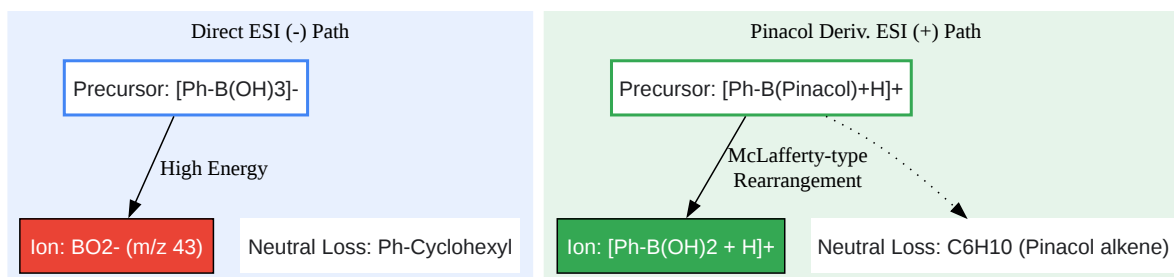 Direct ESI (-) Path
Precursor: [Ph-B(OH)3]-
High Energy
Ion: BO2- (m/z 43)
Neutral Loss: Ph-Cyclohexyl
Pinacol Deriv. ESI (+) Path
Precursor: [Ph-B(Pinacol)+H]+
McLafferty-type
Rearrangement
Ion: [Ph-B(OH)2 + H]+
Neutral Loss: C6H10 (Pinacol alkene)